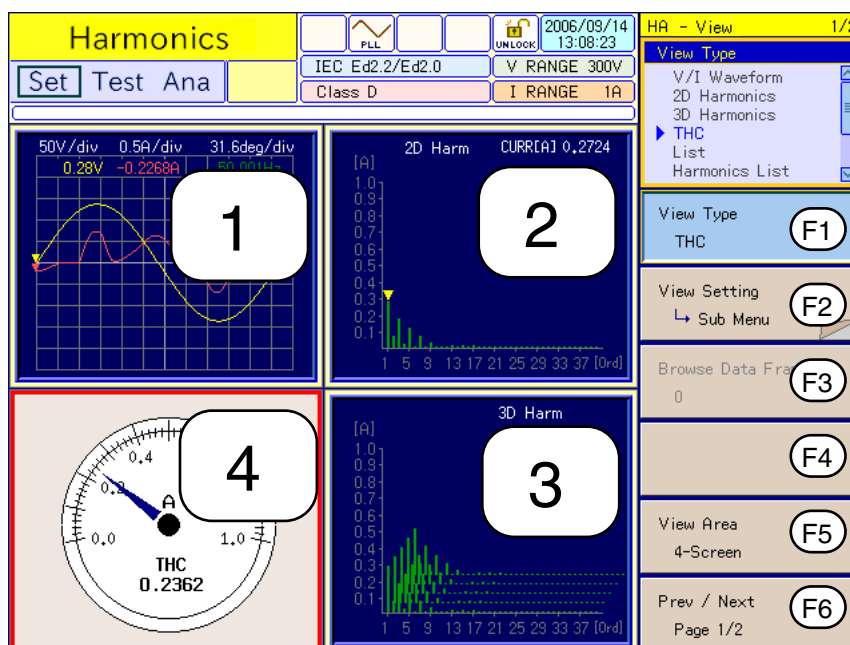 Harmonics
PLL
UNLOCK
2006/09/14
13:08:23
Set Test Ana
IEC Ed2.2/Ed2.0
V RANGE 300V
Class D
I RANGE 1A
50V/div 0.5A/div 31.6deg/div
0.28V -0.2268A 50.001Hz
1
2D Harm CURR[A] 0.2724
[A]
1.0
0.9
0.8
0.7
0.6
0.5
0.4
0.3
0.2
0.1
1 5 9 13 17 21 25 29 33 37 [Ord]
2
0.0
0.2
0.4
1.0
A
THC
0.2362
4
3D Harm
[A]
1.0
0.9
0.8
0.7
0.6
0.5
0.4
0.3
0.2
0.1
1 5 9 13 17 21 25 29 33 37 [Ord]
3
HA - View
View Type
V/I Waveform
2D Harmonics
3D Harmonics
THC
List
Harmonics List
View Type
THC
F1
View Setting
Sub Menu
F2
Browse Data
0
F3
F4
View Area
4-Screen
F5
Prev / Next
Page 1/2
F6